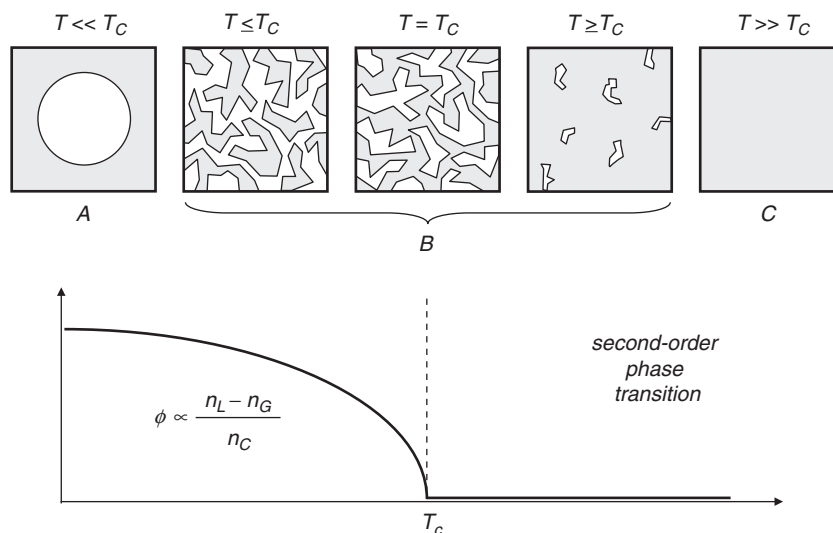 T << T_C
T ≤ T_C
T = T_C
T ≥ T_C
T >> T_C
A
B
C
second-order
phase
transition
ϕ ∝ n_L – n_G / n_C
T_c